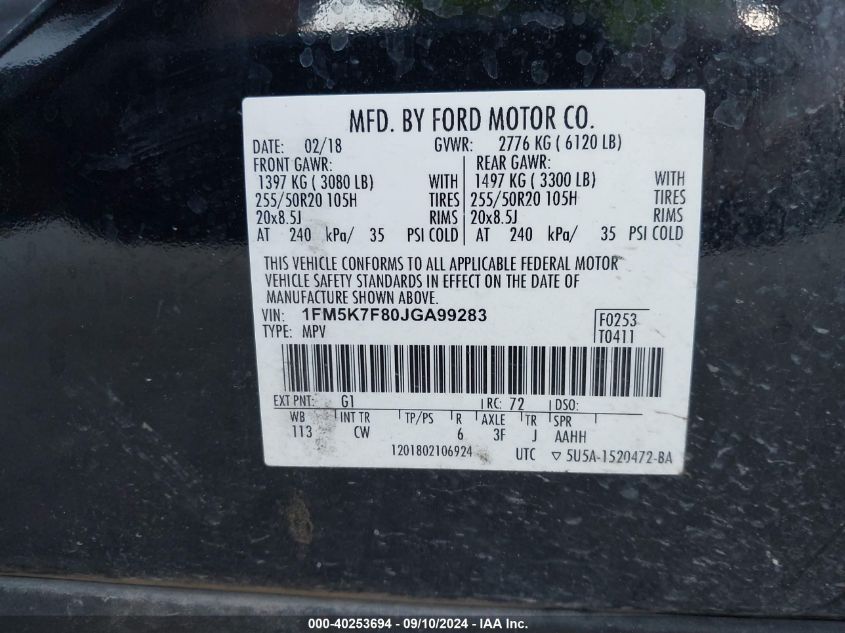 MFD. BY FORD MOTOR CO.
DATE: 02/18 GVWR: 2776 KG ( 6120 LB)
FRONT GAWR: REAR GAWR:
1397 KG ( 3080 LB) WITH 1497 KG ( 3300 LB) WITH
255/50R20 105H TIRES 255/50R20 105H TIRES
20x8.5J RIMS 20x8.5J RIMS
AT 240 kPa/ 35 PSI COLD AT 240 kPa/ 35 PSI COLD
THIS VEHICLE CONFORMS TO ALL APPLICABLE FEDERAL MOTOR
VEHICLE SAFETY STANDARDS IN EFFECT ON THE DATE OF
MANUFACTURE SHOWN ABOVE.
VIN: 1FM5K7F80JGA99283 F0253
TYPE: MPV T0411
EXT PNT: G1 RC: 72 DSO:
WB INT TR TP/PS R AXLE TR SPR
113 CW 6 3F J AAHH
1201802106924 UTC ▽ 5U5A-1520472-BA
000-40253694 - 09/10/2024 - IAA Inc.